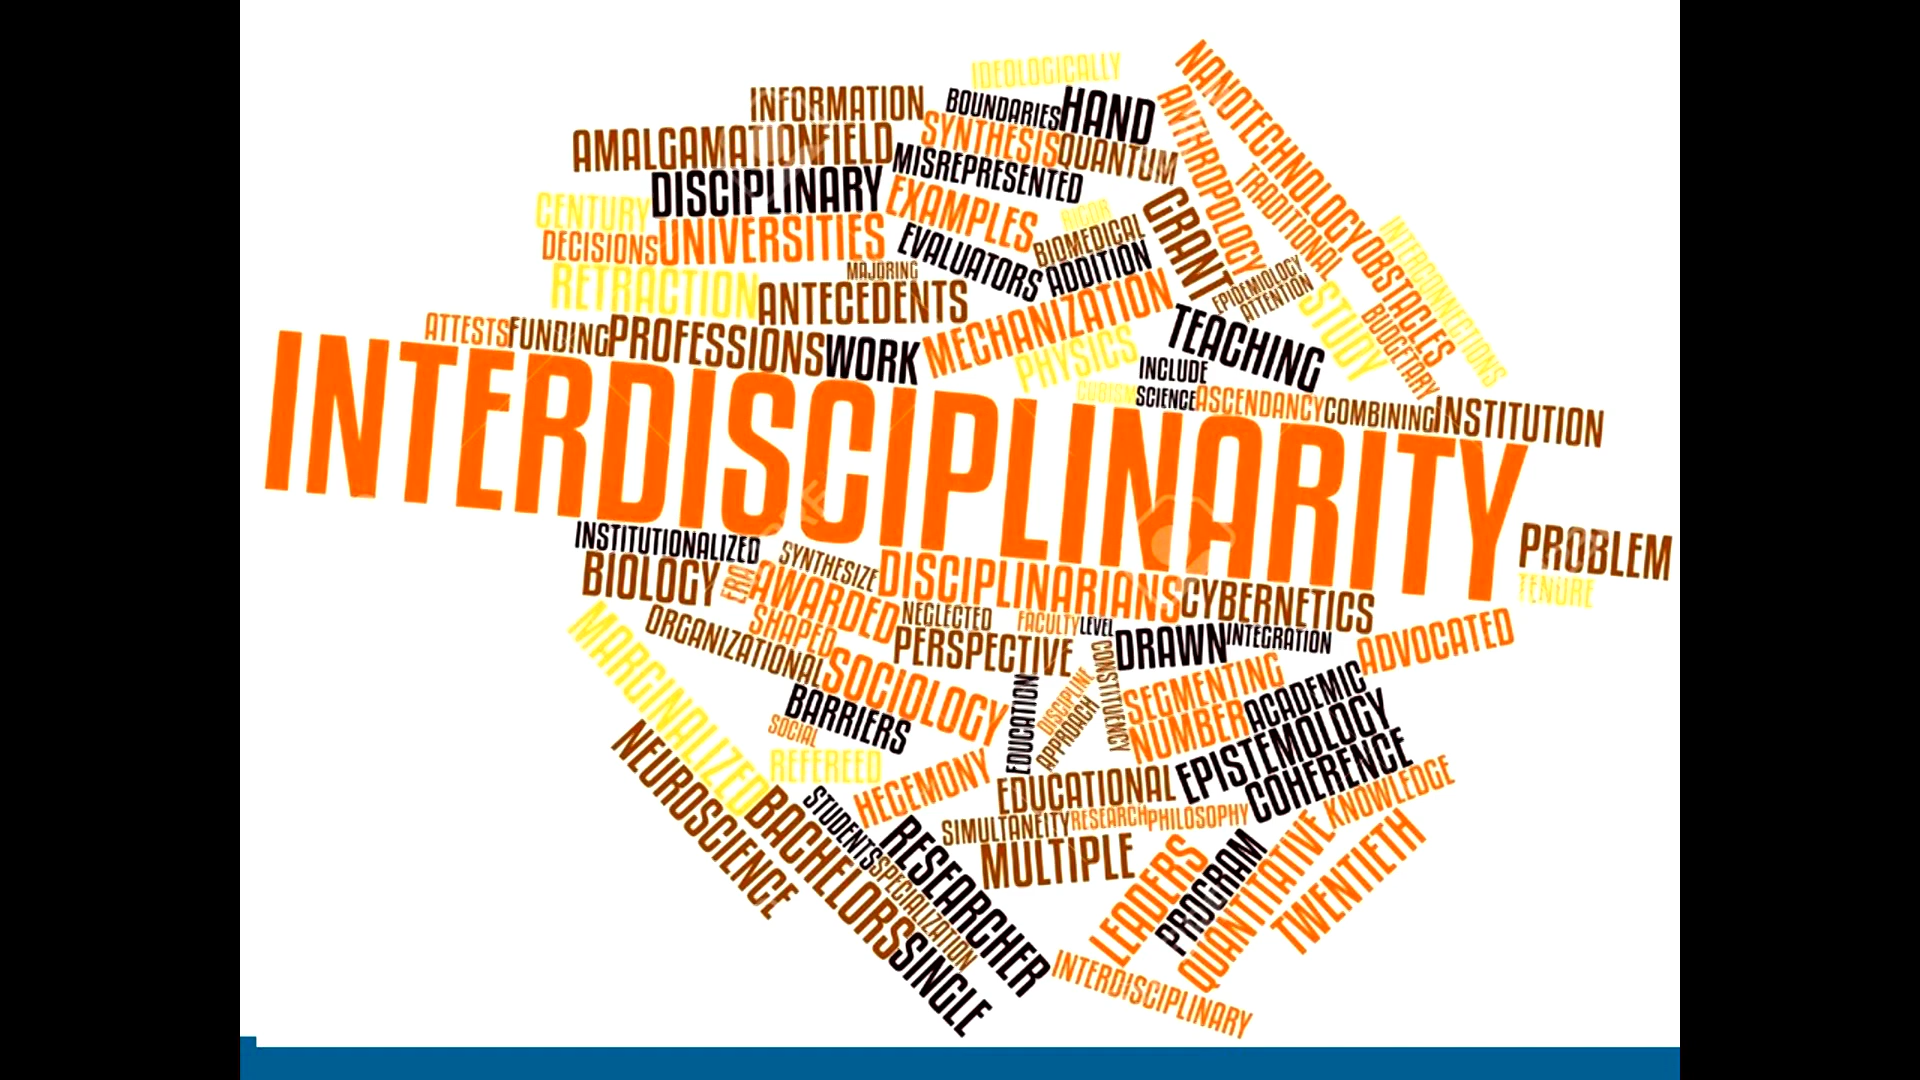 IDEOLOGICALLY
INFORMATION
BOUNDARIES
HAND
NANOTECHNOLOGY
AMALGAMATION
FIELD
SYNTHESIS
QUANTUM
ANTHROPOLOGY
DISCIPLINARY
MISREPRESENTED
TRADITIONAL
CENTURY
EXAMPLES
RIGOR
GRANT
INTERCONNECTIONS
DECISIONS
UNIVERSITIES
EVALUATORS
BIOMEDICAL
ADDITION
EPIDEMIOLOGY
ATTENTION
OBSTACLES
RETRACTION
MAJORING
ANTECEDENTS
MECHANIZATION
STUDY
BUDGETARY
ATTESTS
FUNDING
PROFESSIONS
WORK
PHYSICS
TEACHING
INCLUDE
CUBISM
SCIENCE
ASCENDANCY
COMBINING
INSTITUTION
INTERDISCIPLINARITY
INSTITUTIONALIZED
SYNTHESIZE
DISCIPLINARIANS
CYBERNETICS
PROBLEM
TENURE
BIOLOGY
ERA
AWARDED
NEGLECTED
FACULTY
LEVEL
DRAWN
INTEGRATION
ADVOCATED
ORGANIZATIONAL
SHAPED
PERSPECTIVE
CONSTITUENCY
MARGINALIZED
SOCIOLOGY
EDUCATION
DISCIPLINE
APPROACH
SEGMENTING
ACADEMIC
BARRIERS
SOCIAL
NUMBER
EPISTEMOLOGY
NEUROSCIENCE
REFEREED
HEGEMONY
EDUCATIONAL
COHERENCE
KNOWLEDGE
BACHELORS
STUDENTS
SIMULTANEITY
RESEARCH
PHILOSOPHY
RESEARCHER
MULTIPLE
SPECIALIZATION
LEADERS
PROGRAM
QUANTITATIVE
TWENTIETH
SINGLE
INTERDISCIPLINARY